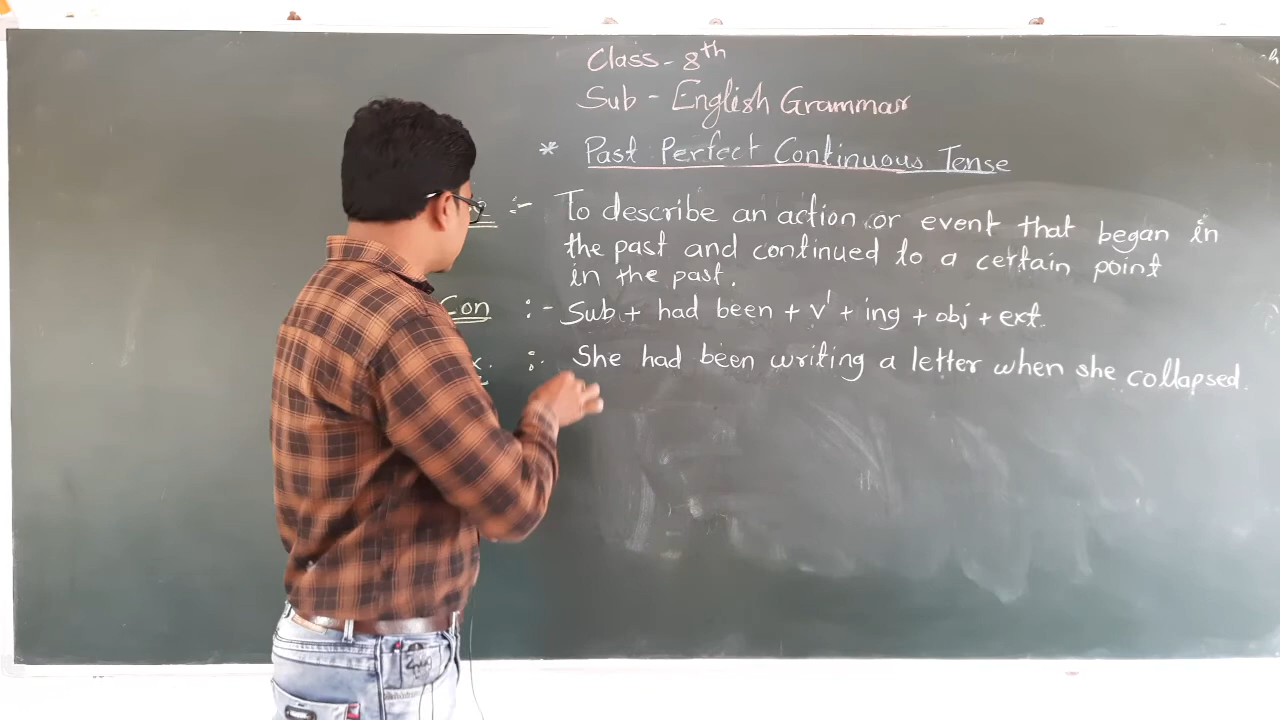 Class - 8th
Sub - English Grammar
* Past Perfect Continuous Tense
:- To describe an action or event that began in
the past and continued to a certain point
in the past.
Con :- Sub + had been + v¹ + ing + obj + ext.
:- She had been writing a letter when she collapsed.